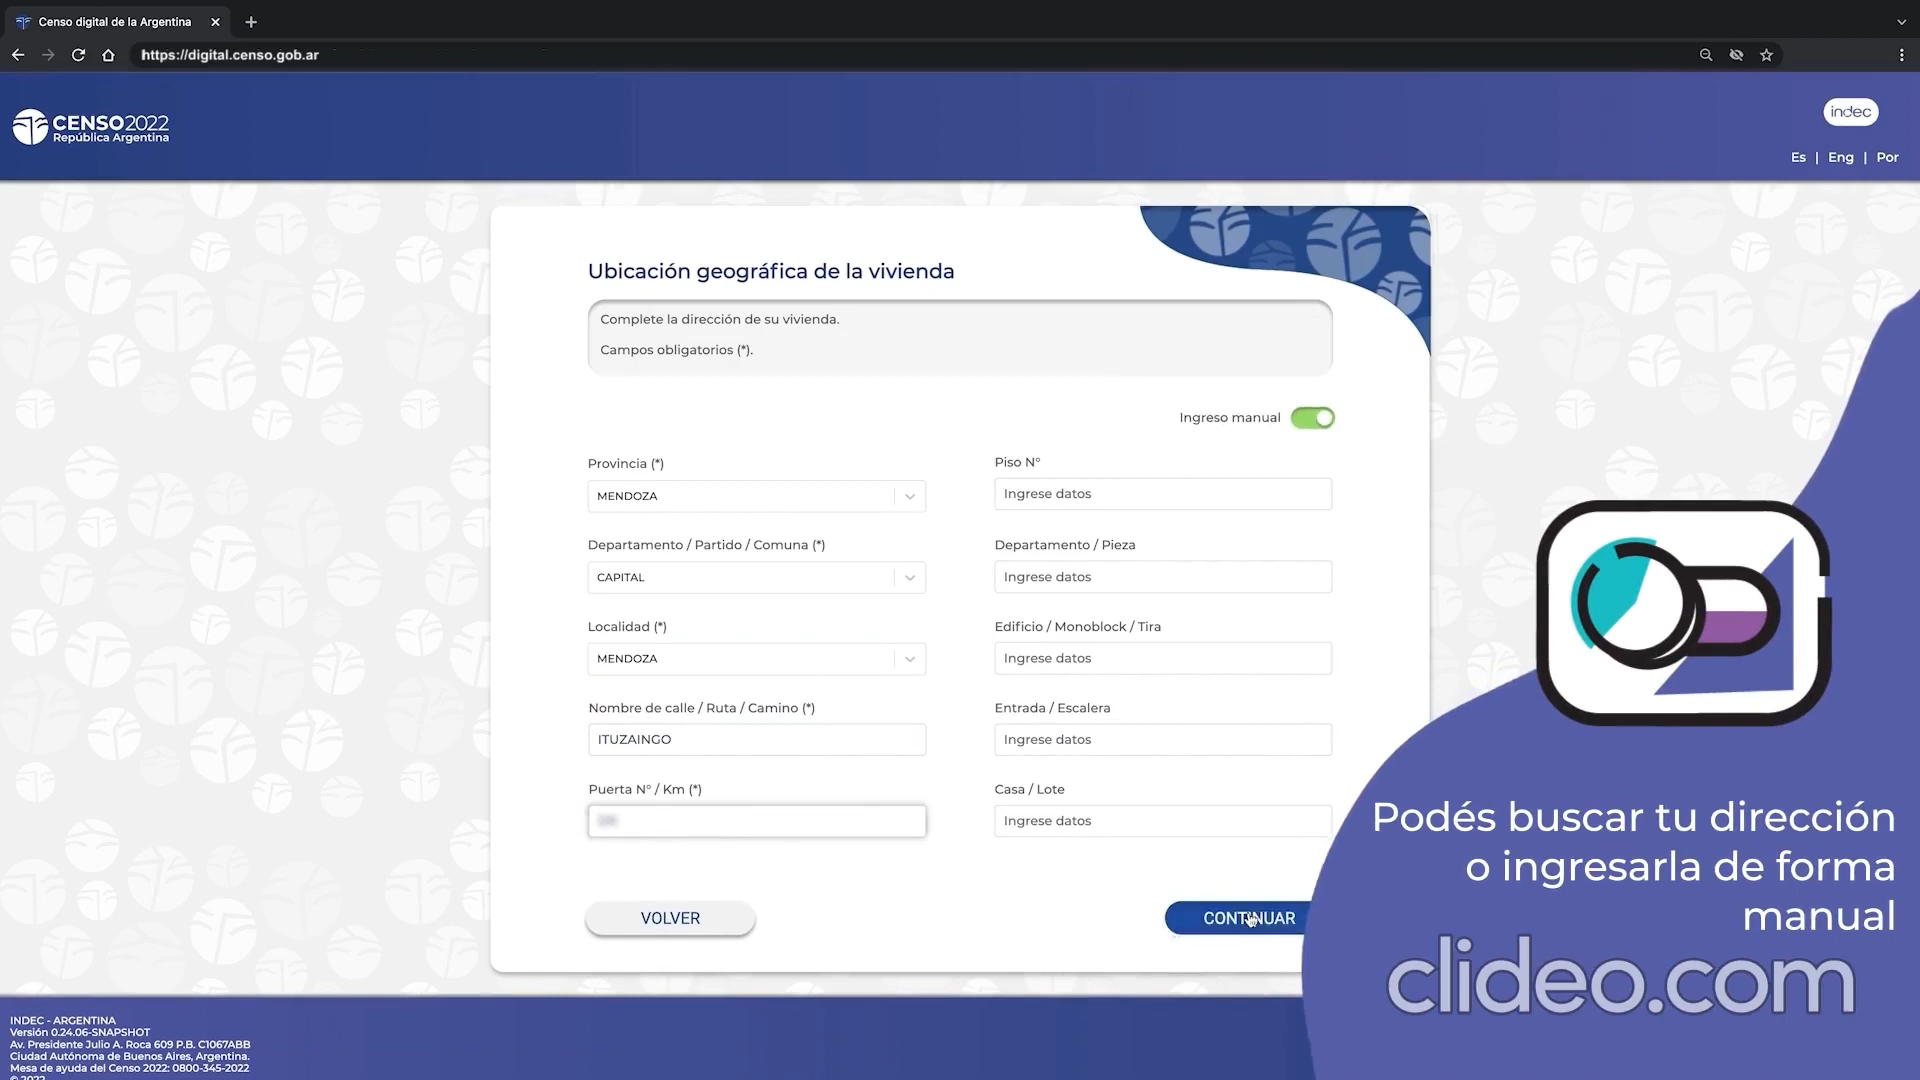 Censo digital de la Argentina
https://digital.censo.gob.ar
CENSO2022
República Argentina
indec
Es | Eng | Por
Ubicación geográfica de la vivienda
Complete la dirección de su vivienda.
Campos obligatorios (*).
Ingreso manual
Provincia (*)
MENDOZA
Departamento / Partido / Comuna (*)
CAPITAL
Localidad (*)
MENDOZA
Nombre de calle / Ruta / Camino (*)
ITUZAINGO
Puerta N° / Km (*)
Piso N°
Ingrese datos
Departamento / Pieza
Ingrese datos
Edificio / Monoblock / Tira
Ingrese datos
Entrada / Escalera
Ingrese datos
Casa / Lote
Ingrese datos
VOLVER
CONTINUAR
Podés buscar tu dirección
o ingresarla de forma
manual
clideo.com
INDEC - ARGENTINA
Versión 0.24.06-SNAPSHOT
Av. Presidente Julio A. Roca 609 P.B. C1067ABB
Ciudad Autónoma de Buenos Aires, Argentina.
Mesa de ayuda del Censo 2022: 0800-345-2022
© 2022